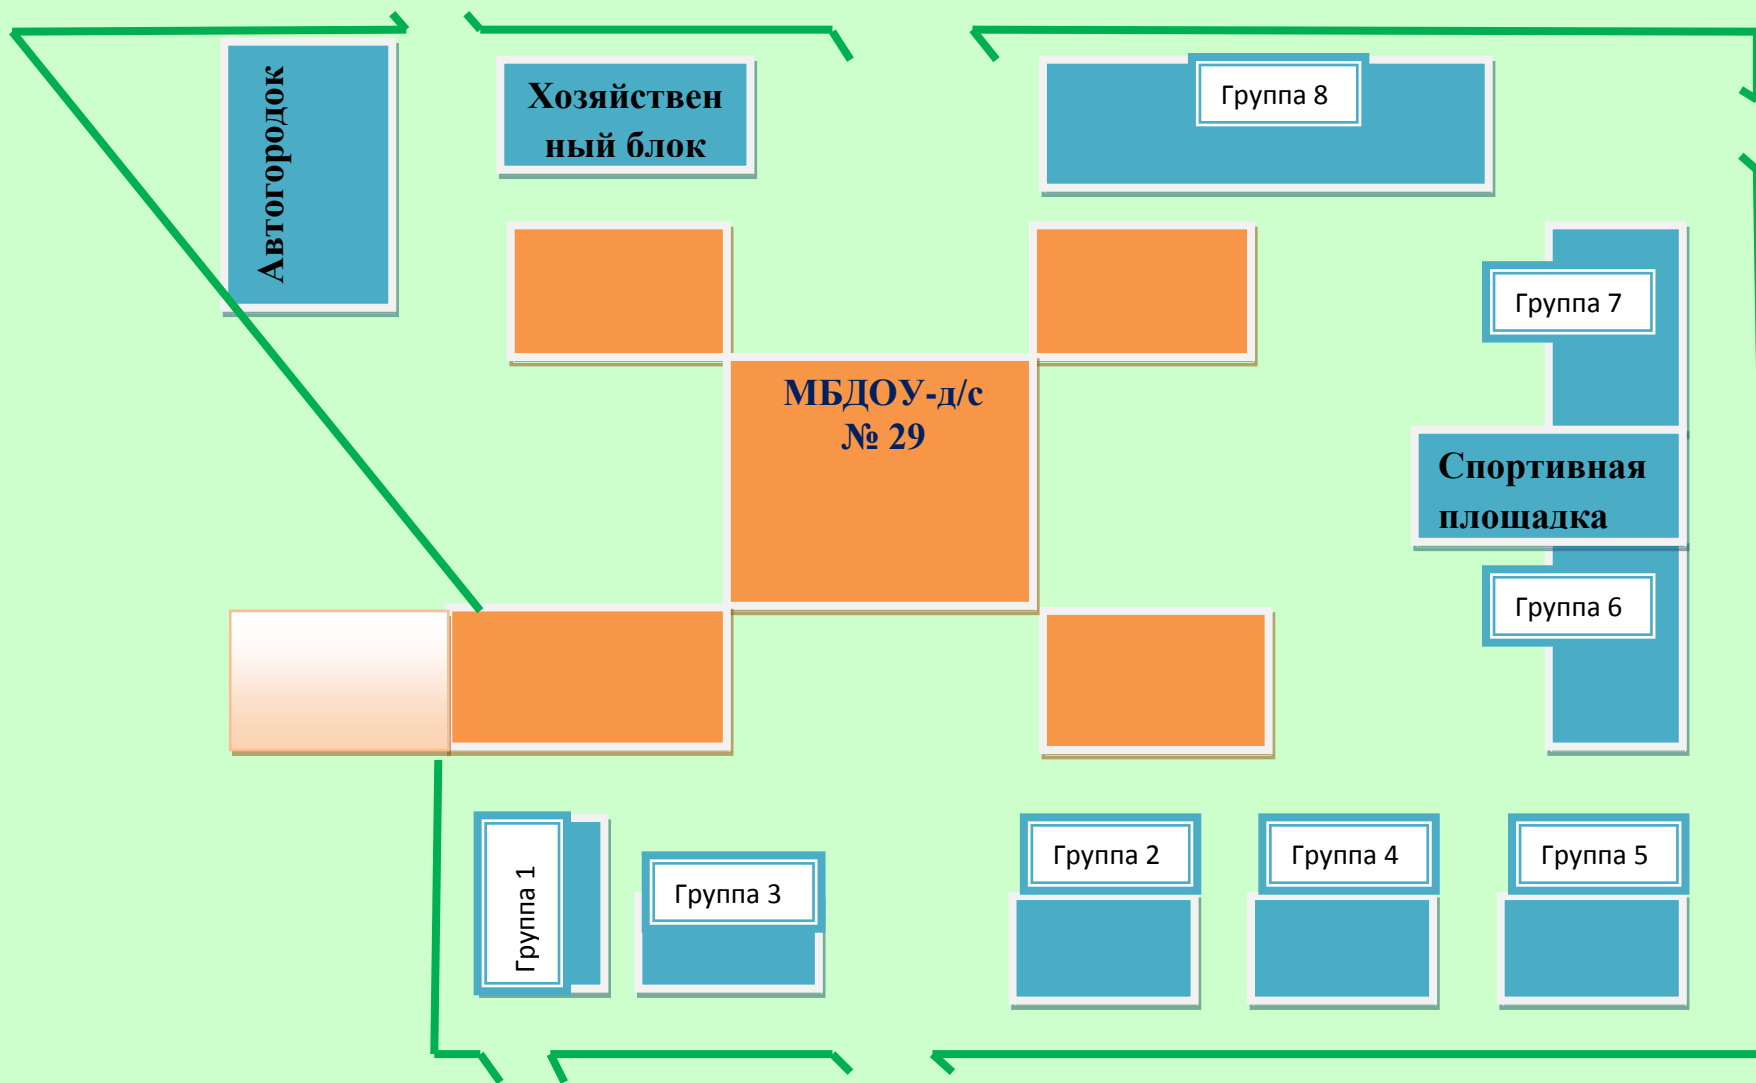 Автогородок
Хозяйствен
ный блок
Группа 8
Группа 7
МБДОУ-д/с
№ 29
Спортивная
площадка
Группа 6
Группа 1
Группа 3
Группа 2
Группа 4
Группа 5